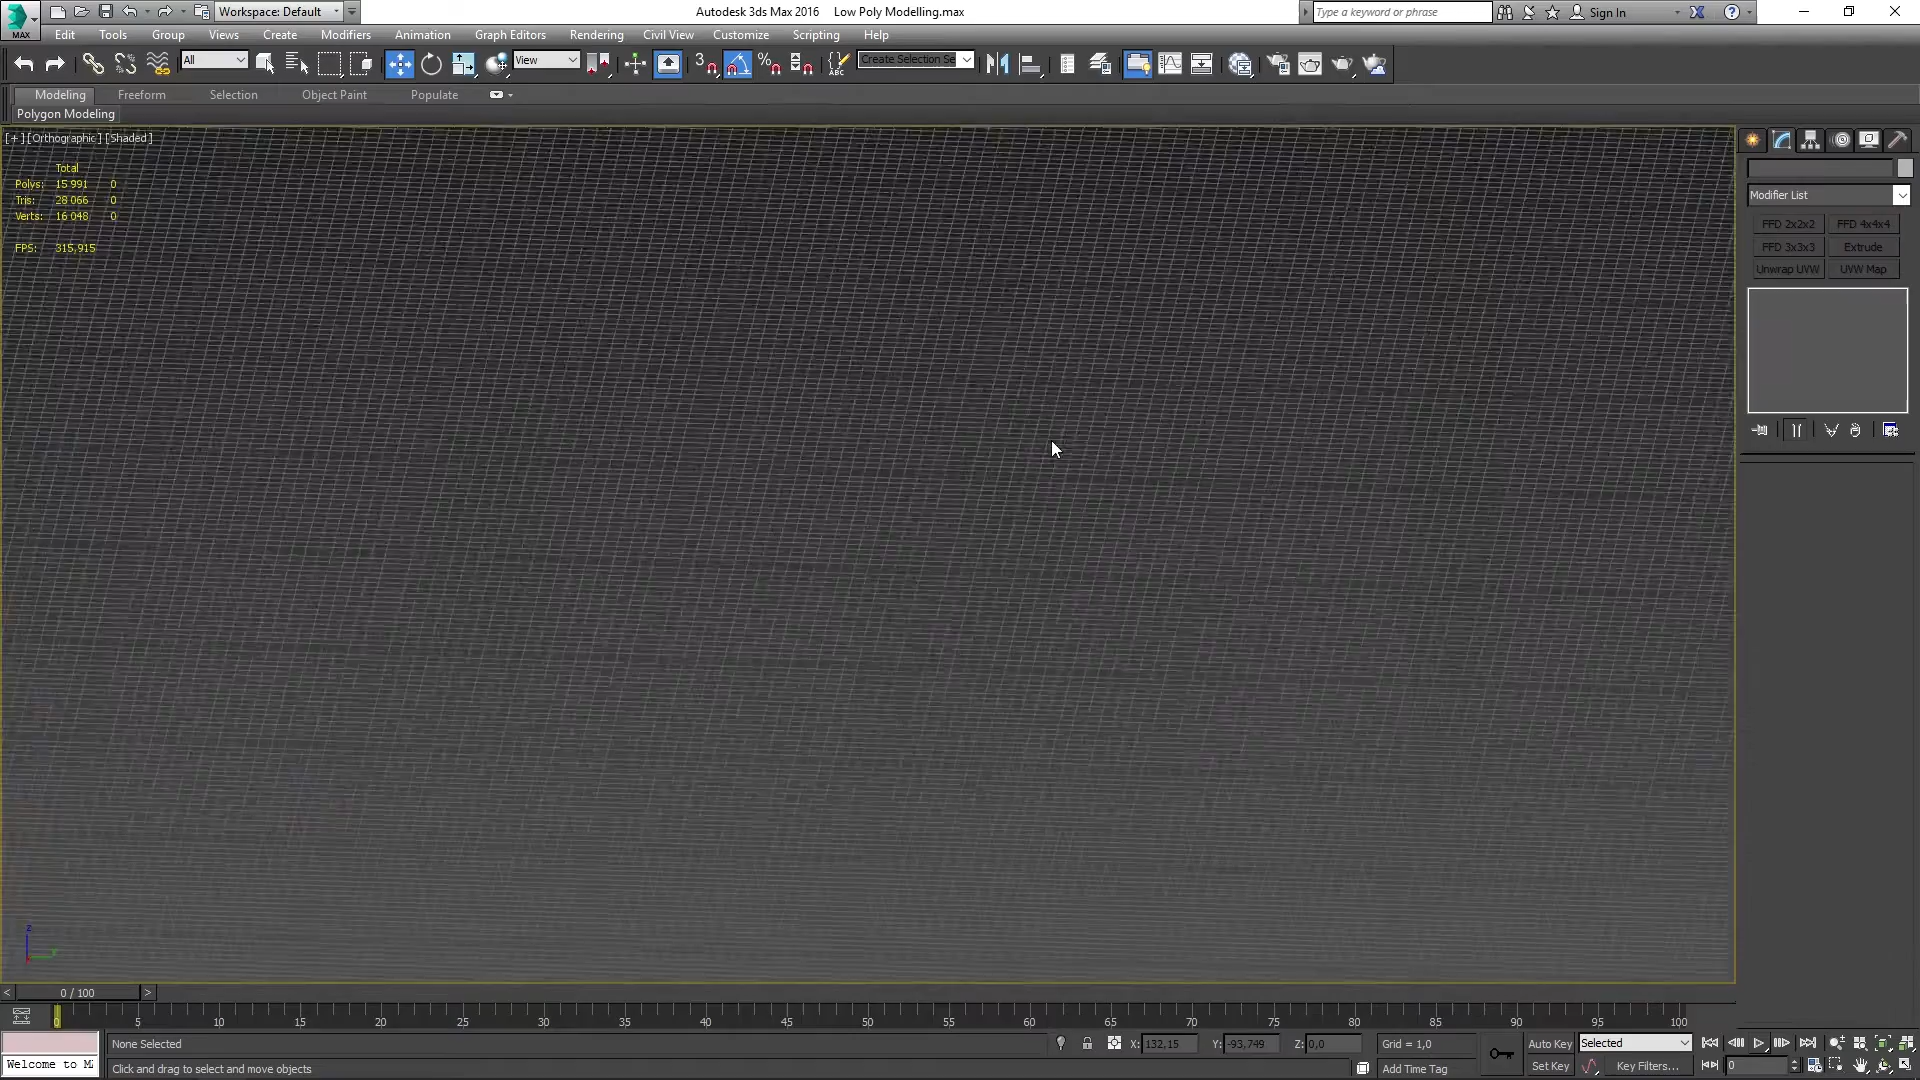 MAX
Workspace: Default
Autodesk 3ds Max 2016
Low Poly Modelling.max
Type a keyword or phrase
Sign In
Edit Tools Group Views Create Modifiers Animation Graph Editors Rendering Civil View Customize Scripting Help
All
View
3
ABC
Create Selection Se
Modeling Freeform Selection Object Paint Populate
Polygon Modeling
[+] [Orthographic] [Shaded]
Total
Polys: 15 991 0
Tris: 28 066 0
Verts: 16 048 0
FPS: 315,915
Modifier List
FFD 2x2x2 FFD 4x4x4
FFD 3x3x3 Extrude
Unwrap UVW UVW Map
z
< 0 / 100 >
0 5 10 15 20 25 30 35 40 45 50 55 60 65 70 75 80 85 90 95 100
None Selected
X: 132,15 Y: -93,749 Z: 0,0 Grid = 1,0
Auto Key Selected
Welcome to M
Click and drag to select and move objects
Add Time Tag
Set Key Key Filters...
0